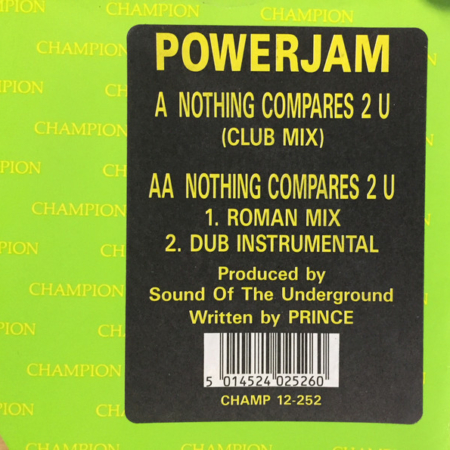 POWERJAM
A NOTHING COMPARES 2 U
(CLUB MIX)
AA NOTHING COMPARES 2 U
1. ROMAN MIX
2. DUB INSTRUMENTAL
Produced by
Sound Of The Underground
Written by PRINCE
5 014524 025260
CHAMP 12-252
CHAMPION
CHAMPION
CHAMPION
CHAMPION
CHAMPION
CHAMPION
CHAMPION
CHAMPION